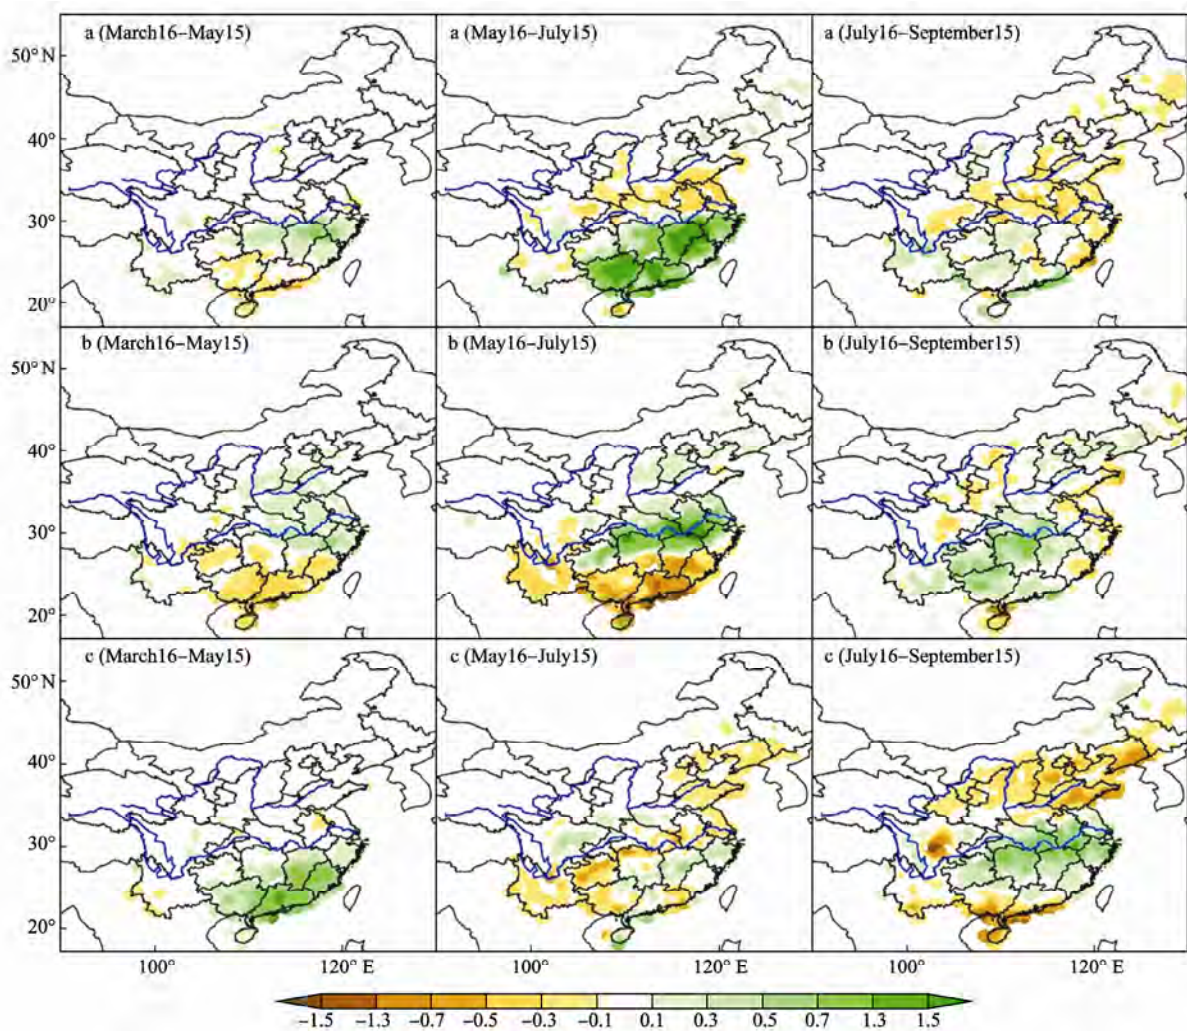 a (March16−May15) a (May16−July15) a (July16−September15)
50° N
40°
30°
20°
b (March16−May15) b (May16−July15) b (July16−September15)
50° N
40°
30°
20°
c (March16−May15) c (May16−July15) c (July16−September15)
50° N
40°
30°
20°
100° 120° E 100° 120° E 100° 120° E
−1.5 −1.3 −0.7 −0.5 −0.3 −0.1 0.1 0.3 0.5 0.7 1.3 1.5